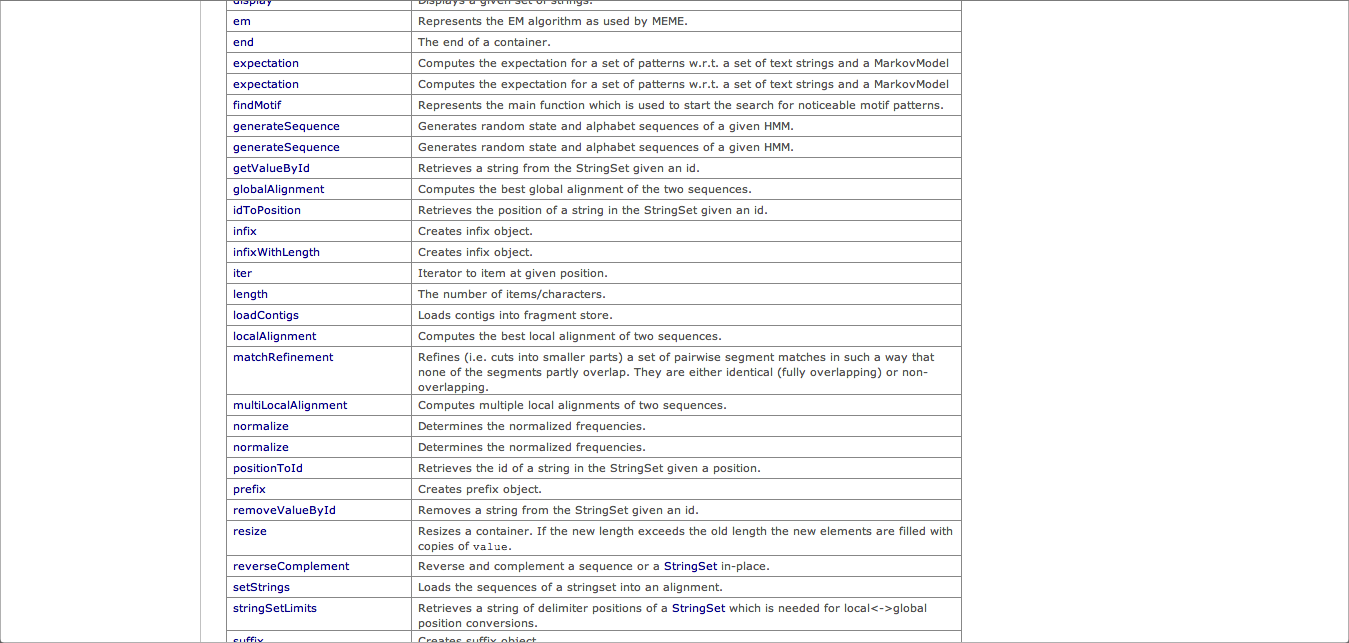 display Displays a given set of strings.
em Represents the EM algorithm as used by MEME.
end The end of a container.
expectation Computes the expectation for a set of patterns w.r.t. a set of text strings and a MarkovModel
expectation Computes the expectation for a set of patterns w.r.t. a set of text strings and a MarkovModel
findMotif Represents the main function which is used to start the search for noticeable motif patterns.
generateSequence Generates random state and alphabet sequences of a given HMM.
generateSequence Generates random state and alphabet sequences of a given HMM.
getValueById Retrieves a string from the StringSet given an id.
globalAlignment Computes the best global alignment of the two sequences.
idToPosition Retrieves the position of a string in the StringSet given an id.
infix Creates infix object.
infixWithLength Creates infix object.
iter Iterator to item at given position.
length The number of items/characters.
loadContigs Loads contigs into fragment store.
localAlignment Computes the best local alignment of two sequences.
matchRefinement Refines (i.e. cuts into smaller parts) a set of pairwise segment matches in such a way that
none of the segments partly overlap. They are either identical (fully overlapping) or non-
overlapping.
multiLocalAlignment Computes multiple local alignments of two sequences.
normalize Determines the normalized frequencies.
normalize Determines the normalized frequencies.
positionToId Retrieves the id of a string in the StringSet given a position.
prefix Creates prefix object.
removeValueById Removes a string from the StringSet given an id.
resize Resizes a container. If the new length exceeds the old length the new elements are filled with
copies of value.
reverseComplement Reverse and complement a sequence or a StringSet in-place.
setStrings Loads the sequences of a stringset into an alignment.
stringSetLimits Retrieves a string of delimiter positions of a StringSet which is needed for local<->global
position conversions.
suffix Creates suffix object.